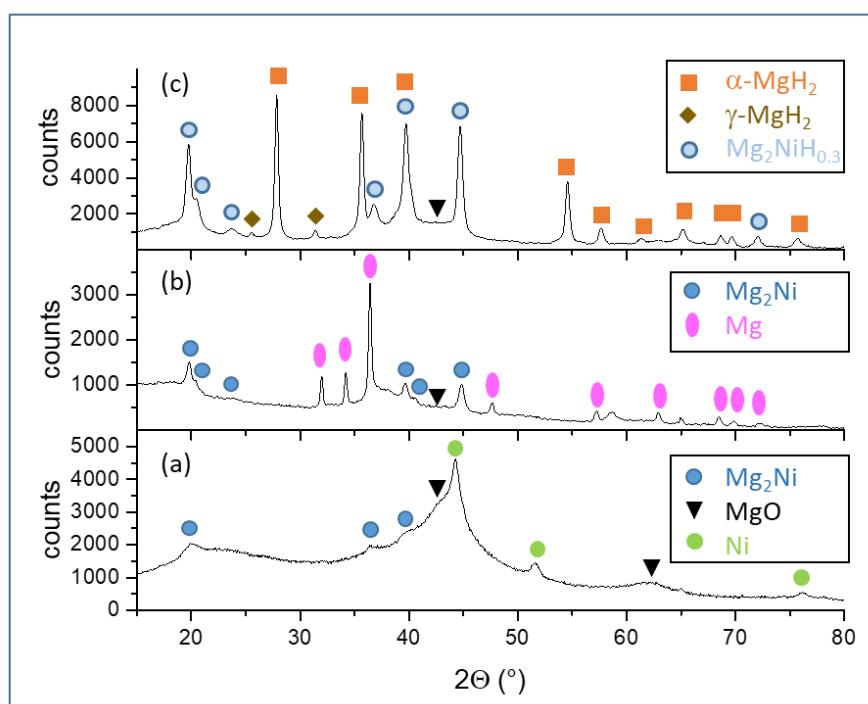 (c)
8000
6000
4000
2000
counts
α-MgH₂
γ-MgH₂
Mg₂NiH₀.₃
(b)
3000
2000
1000
0
counts
Mg₂Ni
Mg
(a)
5000
4000
3000
2000
1000
0
counts
Mg₂Ni
MgO
Ni
20 30 40 50 60 70 80
2Θ (°)